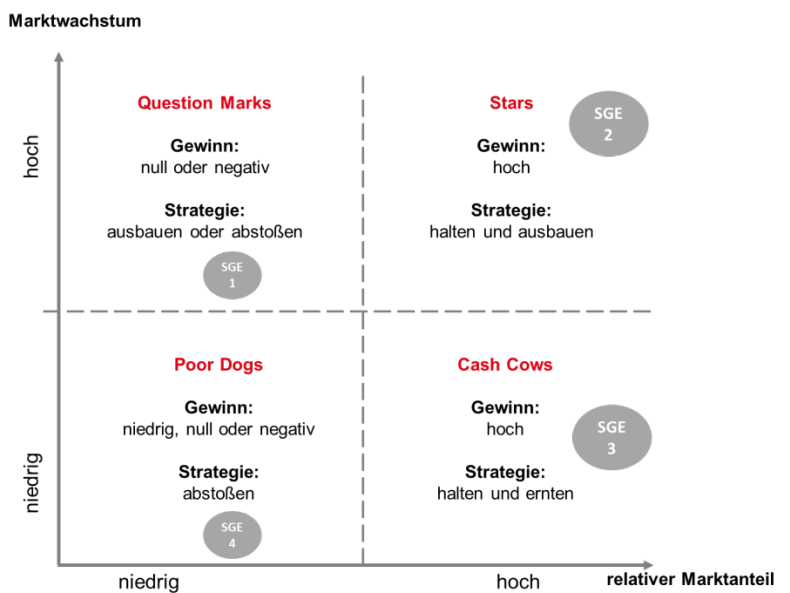 Marktwachstum
hoch
Question Marks
Gewinn:
null oder negativ
Strategie:
ausbauen oder abstoßen
SGE
1
Stars
Gewinn:
hoch
Strategie:
halten und ausbauen
SGE
2
niedrig
Poor Dogs
Gewinn:
niedrig, null oder negativ
Strategie:
abstoßen
SGE
4
Cash Cows
Gewinn:
hoch
Strategie:
halten und ernten
SGE
3
niedrig
hoch
relativer Marktanteil